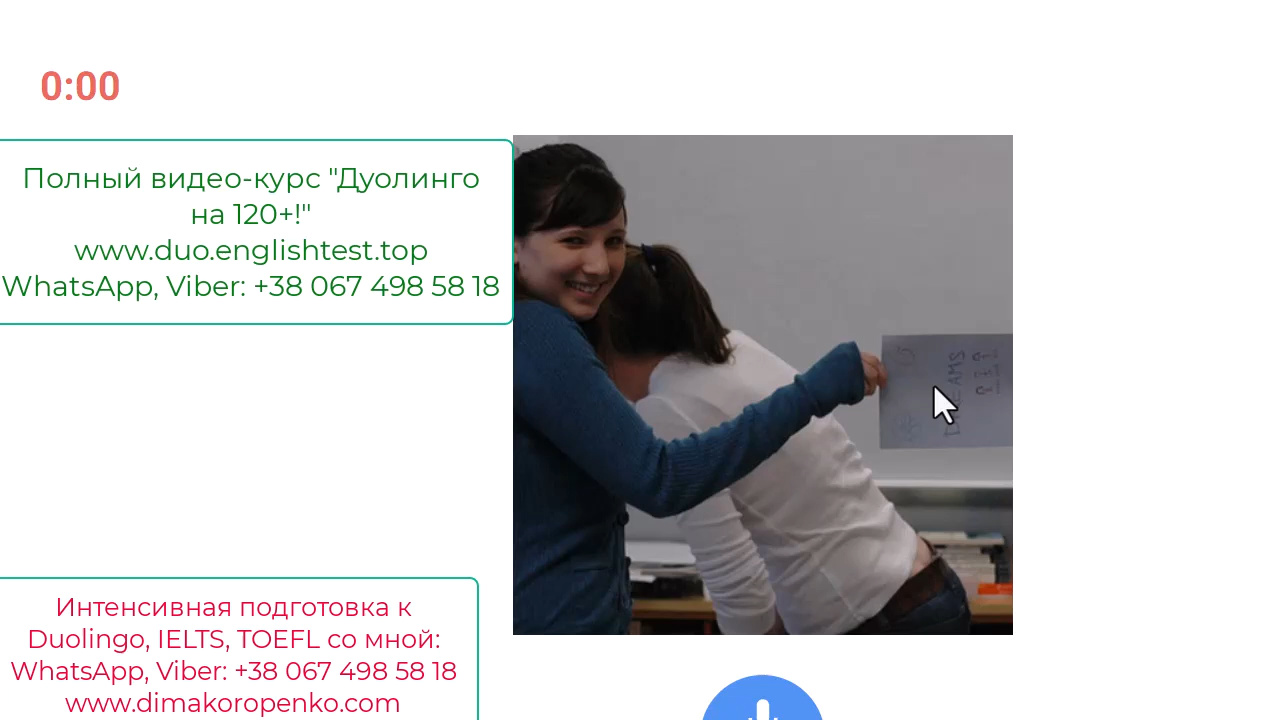 0:00
Полный видео-курс "Дуолинго
на 120+!"
www.duo.englishtest.top
WhatsApp, Viber: +38 067 498 58 18
Интенсивная подготовка к
Duolingo, IELTS, TOEFL со мной:
WhatsApp, Viber: +38 067 498 58 18
www.dimakoropenko.com